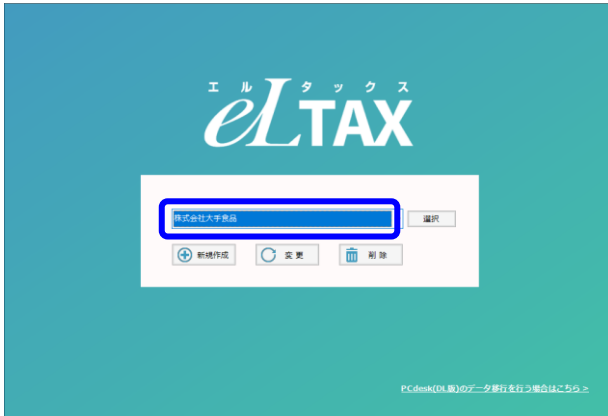 エルタックス
eLTAX
株式会社大手食品
選択
新規作成
変更
削除
PCdesk(DL版)のデータ移行を行う場合はこちら >